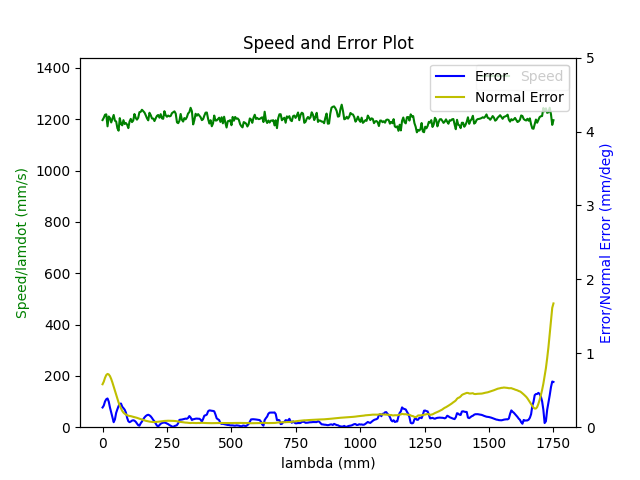 Speed and Error Plot
Error
Speed
Normal Error
1400
1200
1000
800
600
400
200
0
Speed/lamdot (mm/s)
5
4
3
2
1
0
Error/Normal Error (mm/deg)
0 250 500 750 1000 1250 1500 1750
lambda (mm)